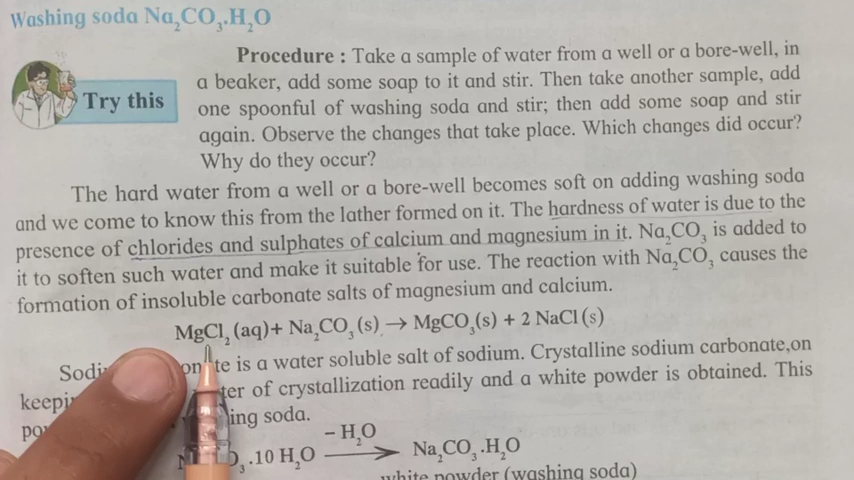 Washing soda Na₂CO₃.H₂O
Procedure : Take a sample of water from a well or a bore-well, in
a beaker, add some soap to it and stir. Then take another sample, add
Try this
one spoonful of washing soda and stir; then add some soap and stir
again. Observe the changes that take place. Which changes did occur?
Why do they occur?
The hard water from a well or a bore-well becomes soft on adding washing soda
and we come to know this from the lather formed on it. The hardness of water is due to the
presence of chlorides and sulphates of calcium and magnesium in it. Na₂CO₃ is added to
it to soften such water and make it suitable for use. The reaction with Na₂CO₃ causes the
formation of insoluble carbonate salts of magnesium and calcium.
MgCl₂ (aq)+ Na₂CO₃ (s) → MgCO₃(s) + 2 NaCl (s)
is a water soluble salt of sodium. Crystalline sodium carbonate,on
of crystallization readily and a white powder is obtained. This
soda.
.10 H₂O – H₂O → Na₂CO₃.H₂O
white powder (washing soda)